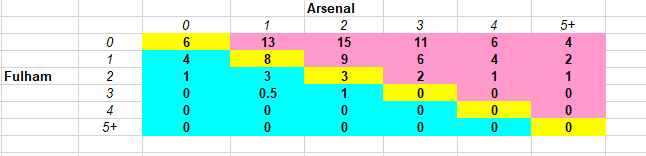 Arsenal
0 1 2 3 4 5+
0 6 13 15 11 6 4
1 4 8 9 6 4 2
Fulham 2 1 3 3 2 1 1
3 0 0.5 1 0 0 0
4 0 0 0 0 0 0
5+ 0 0 0 0 0 0